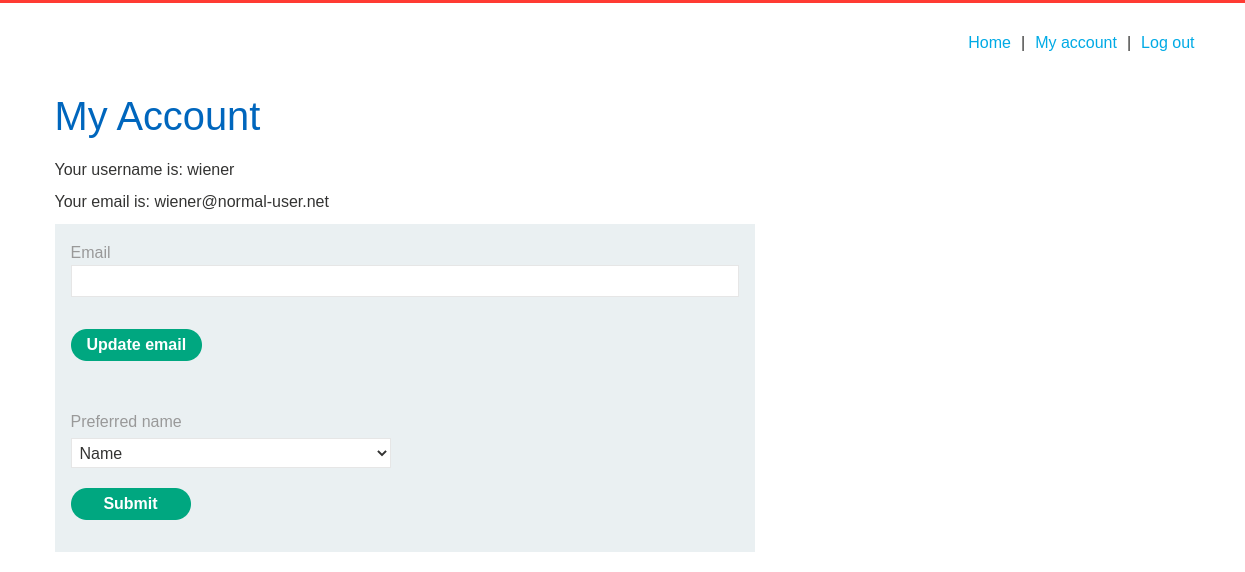 Home | My account | Log out
My Account
Your username is: wiener
Your email is: wiener@normal-user.net
Email
Update email
Preferred name
Name
Submit